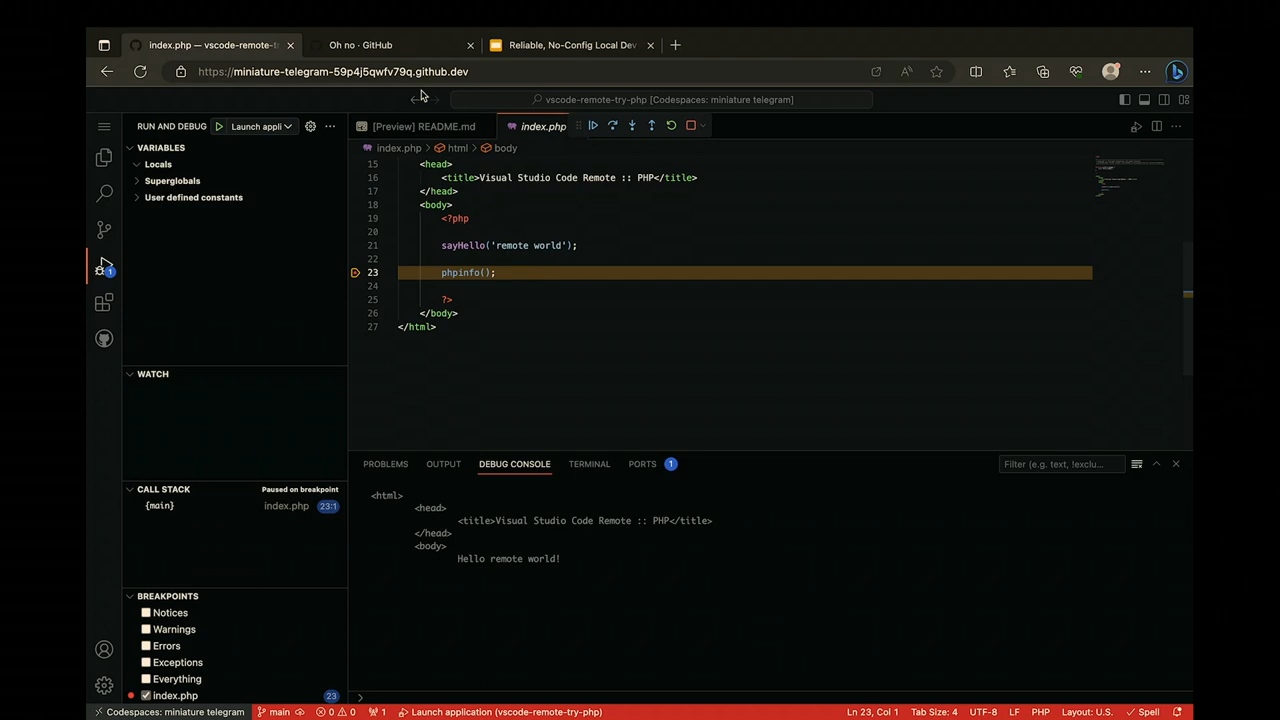 index.php — vscode-remote-t
Oh no · GitHub
Reliable, No-Config Local Dev
https://miniature-telegram-59p4j5qwfv79q.github.dev
vscode-remote-try-php [Codespaces: miniature telegram]
RUN AND DEBUG
Launch appli
[Preview] README.md
index.php
VARIABLES
Locals
Superglobals
User defined constants
index.php > html > body
15 <head>
16 <title>Visual Studio Code Remote :: PHP</title>
17 </head>
18 <body>
19 <?php
20
21 sayHello('remote world');
22
23 phpinfo();
24
25 ?>
26 </body>
27 </html>
WATCH
CALL STACK
Paused on breakpoint
{main}
index.php 23:1
BREAKPOINTS
Notices
Warnings
Errors
Exceptions
Everything
index.php 23
PROBLEMS
OUTPUT
DEBUG CONSOLE
TERMINAL
PORTS 1
Filter (e.g. text, !exclu...
<html>
<head>
<title>Visual Studio Code Remote :: PHP</title>
</head>
<body>
Hello remote world!
1
Codespaces: miniature telegram
main
0 0
1
Launch application (vscode-remote-try-php)
Ln 23, Col 1
Tab Size: 4
UTF-8
LF
PHP
Layout: U.S.
Spell